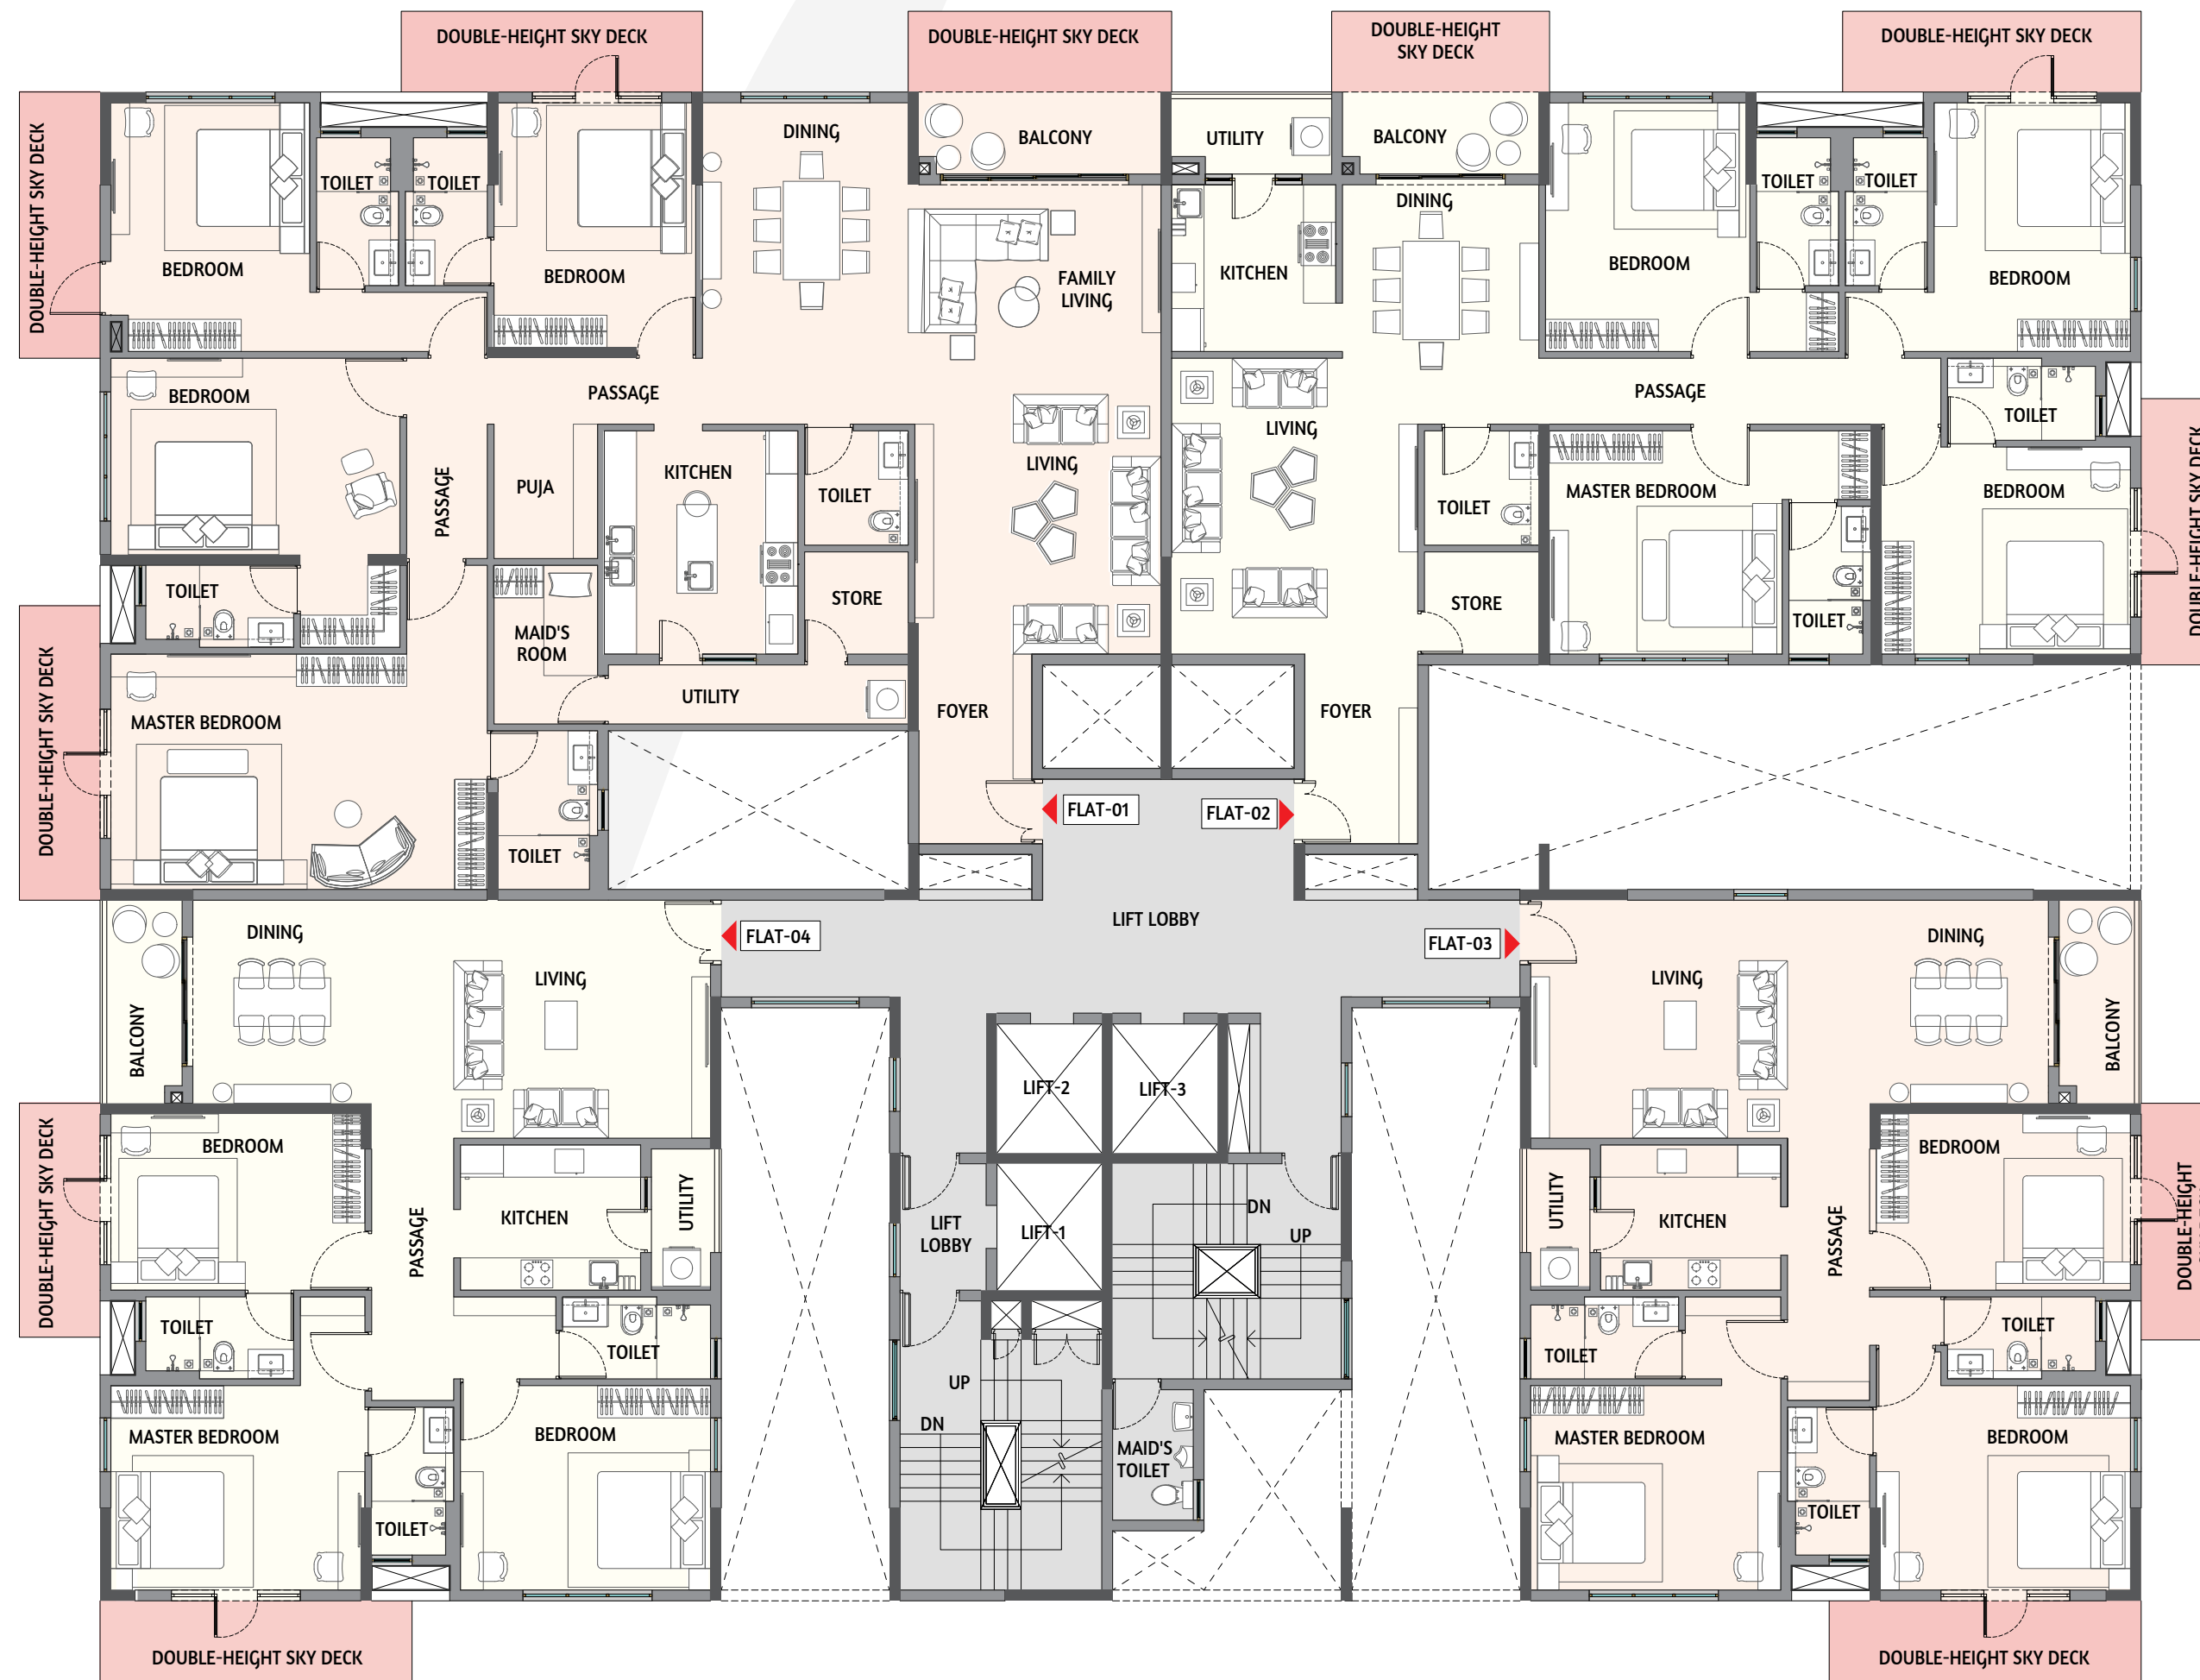 DOUBLE-HEIGHT SKY DECK
DOUBLE-HEIGHT SKY DECK
DOUBLE-HEIGHT
SKY DECK
DOUBLE-HEIGHT SKY DECK
DOUBLE-HEIGHT SKY DECK
DINING
BALCONY
UTILITY
BALCONY
TOILET
TOILET
TOILET
TOILET
DINING
BEDROOM
BEDROOM
FAMILY
LIVING
KITCHEN
BEDROOM
BEDROOM
BEDROOM
PASSAGE
PASSAGE
TOILET
LIVING
LIVING
PASSAGE
PUJA
KITCHEN
TOILET
TOILET
MASTER BEDROOM
BEDROOM
DOUBLE-HEIGHT SKY DECK
TOILET
STORE
STORE
TOILET
MAID'S
ROOM
UTILITY
FOYER
FOYER
DOUBLE-HEIGHT SKY DECK
MASTER BEDROOM
TOILET
FLAT-01
FLAT-02
LIFT LOBBY
FLAT-04
FLAT-03
DINING
LIVING
BALCONY
LIVING
DINING
BALCONY
LIFT-2
LIFT-3
DOUBLE-HEIGHT SKY DECK
BEDROOM
PASSAGE
KITCHEN
UTILITY
LIFT
LOBBY
LIFT-1
DN
UP
UTILITY
KITCHEN
PASSAGE
BEDROOM
DOUBLE-HEIGHT
TOILET
TOILET
TOILET
TOILET
UP
DN
MASTER BEDROOM
BEDROOM
MAID'S
TOILET
MASTER BEDROOM
BEDROOM
TOILET
TOILET
DOUBLE-HEIGHT SKY DECK
DOUBLE-HEIGHT SKY DECK